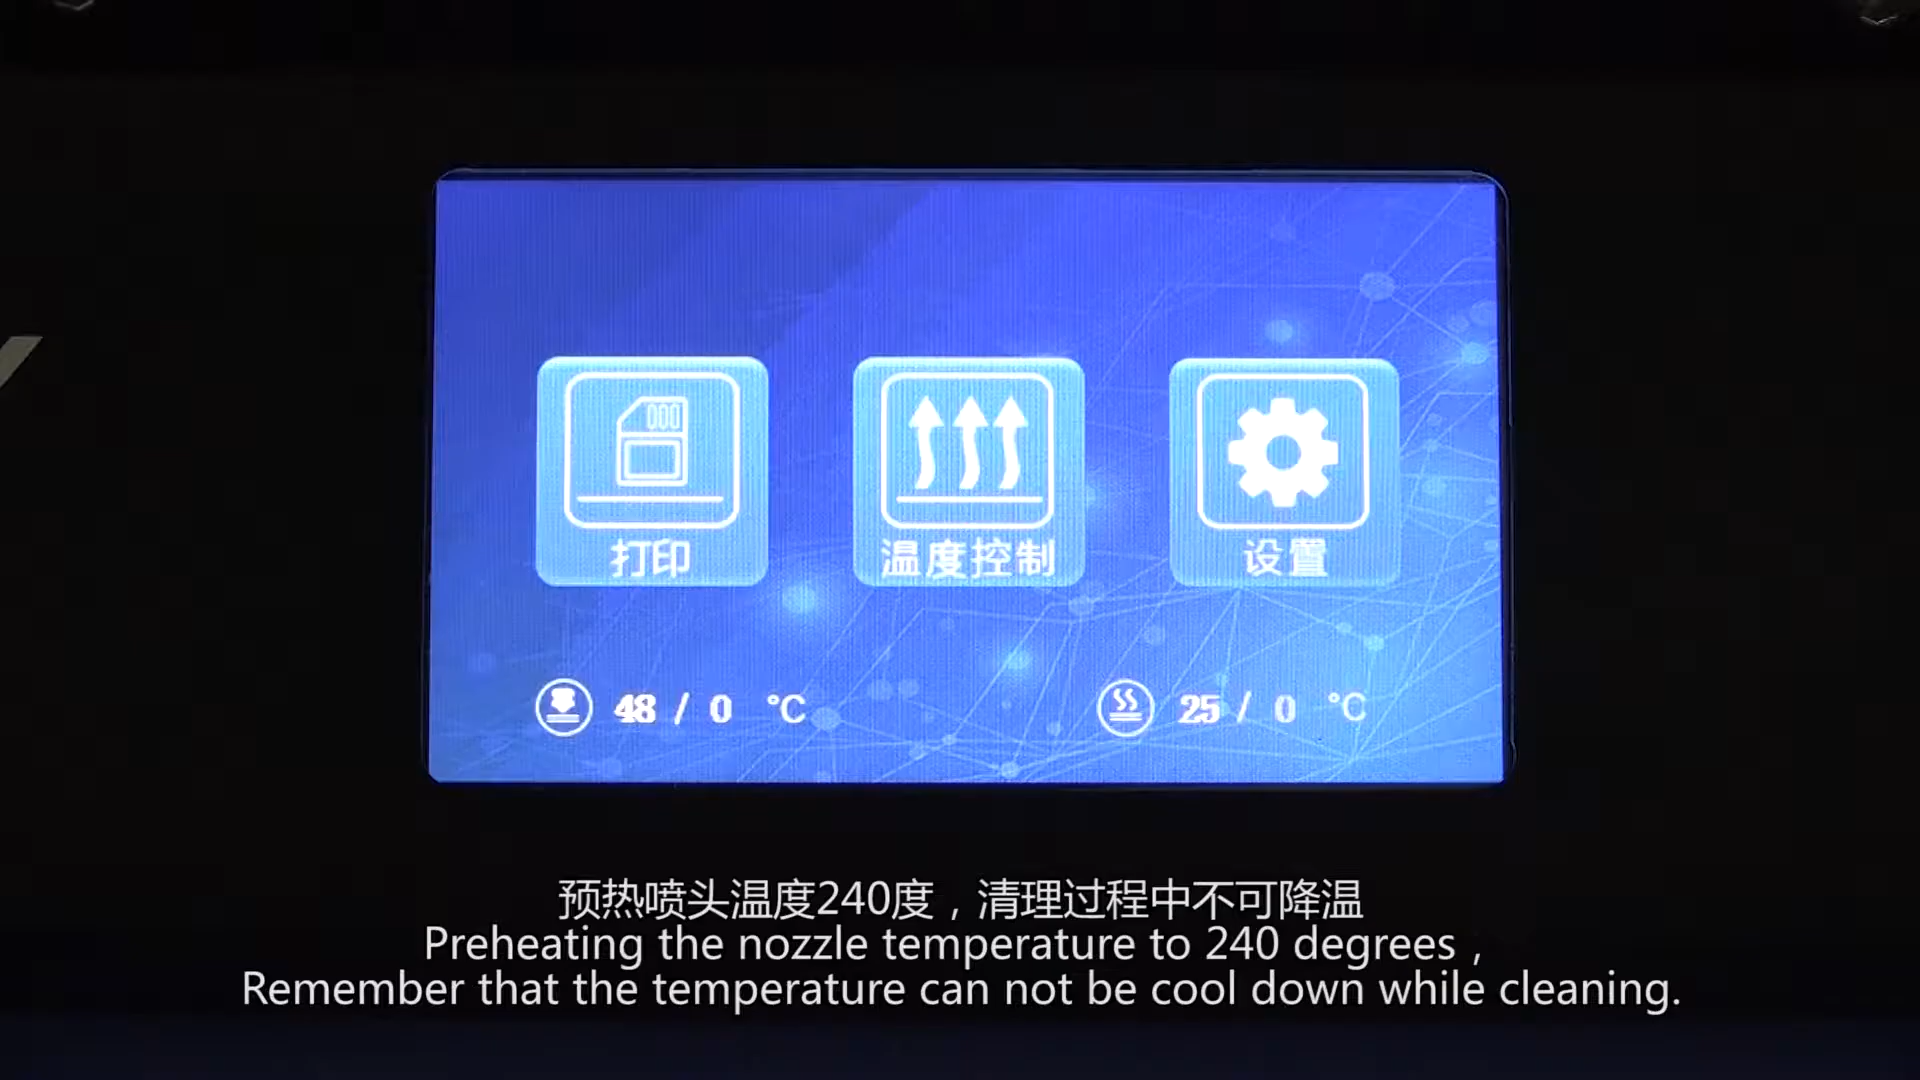 打印
温度控制
设置
48 / 0 °C
25 / 0 °C
预热喷头温度240度，清理过程中不可降温
Preheating the nozzle temperature to 240 degrees，
Remember that the temperature can not be cool down while cleaning.